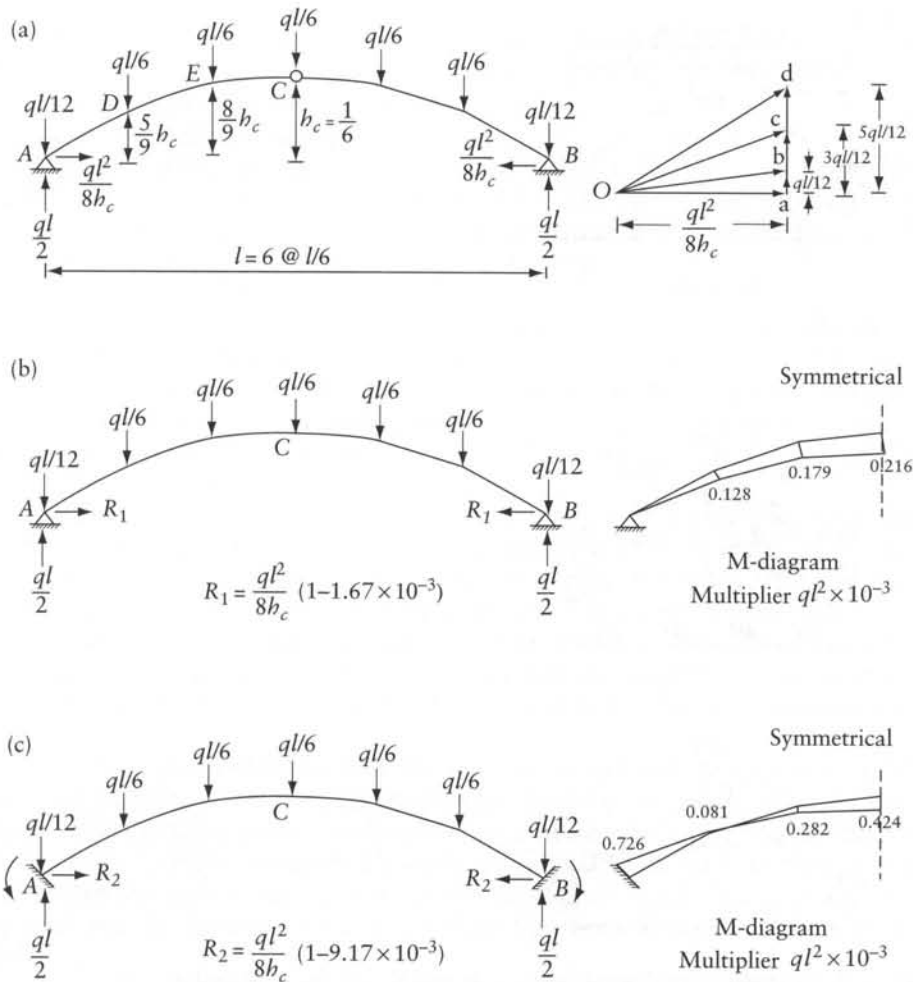 (a)
ql/6
ql/6
ql/6
ql/6
ql/6
ql/12
ql/12
A
D
E
C
B
5/9 h_c
8/9 h_c
h_c = 1/6
ql²/8h_c
ql²/8h_c
ql/2
ql/2
l = 6 @ l/6
O
a
b
c
d
ql/12
3ql/12
5ql/12
ql²/8h_c
(b)
ql/6
ql/6
ql/6
ql/6
ql/6
ql/12
ql/12
A
C
B
R₁
R₁
ql/2
ql/2
R₁ = ql²/8h_c (1–1.67 × 10⁻³)
Symmetrical
0.128
0.179
0.216
M-diagram
Multiplier ql² × 10⁻³
(c)
ql/6
ql/6
ql/6
ql/6
ql/6
ql/12
ql/12
A
C
B
R₂
R₂
ql/2
ql/2
R₂ = ql²/8h_c (1–9.17 × 10⁻³)
Symmetrical
0.726
0.081
0.282
0.424
M-diagram
Multiplier ql² × 10⁻³